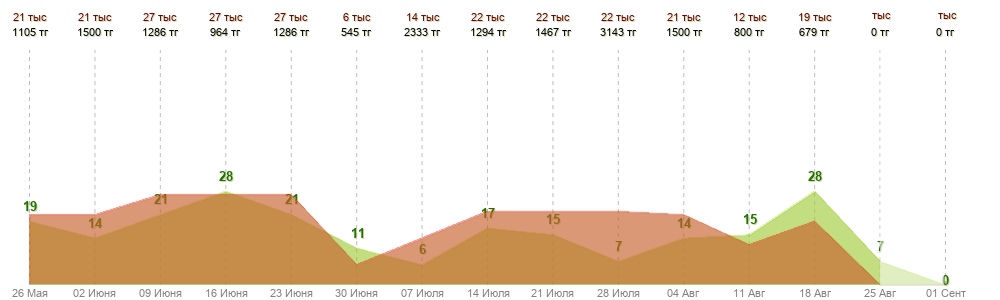 21 тыс 21 тыс 27 тыс 27 тыс 27 тыс 6 тыс 14 тыс 22 тыс 22 тыс 22 тыс 21 тыс 12 тыс 19 тыс тыс тыс
1105 тг 1500 тг 1286 тг 964 тг 1286 тг 545 тг 2333 тг 1294 тг 1467 тг 3143 тг 1500 тг 800 тг 679 тг 0 тг 0 тг
19 14 21 28 21 11 6 17 15 7 14 15 28 7 0
26 Мая 02 Июня 09 Июня 16 Июня 23 Июня 30 Июня 07 Июля 14 Июля 21 Июля 28 Июля 04 Авг 11 Авг 18 Авг 25 Авг 01 Сент